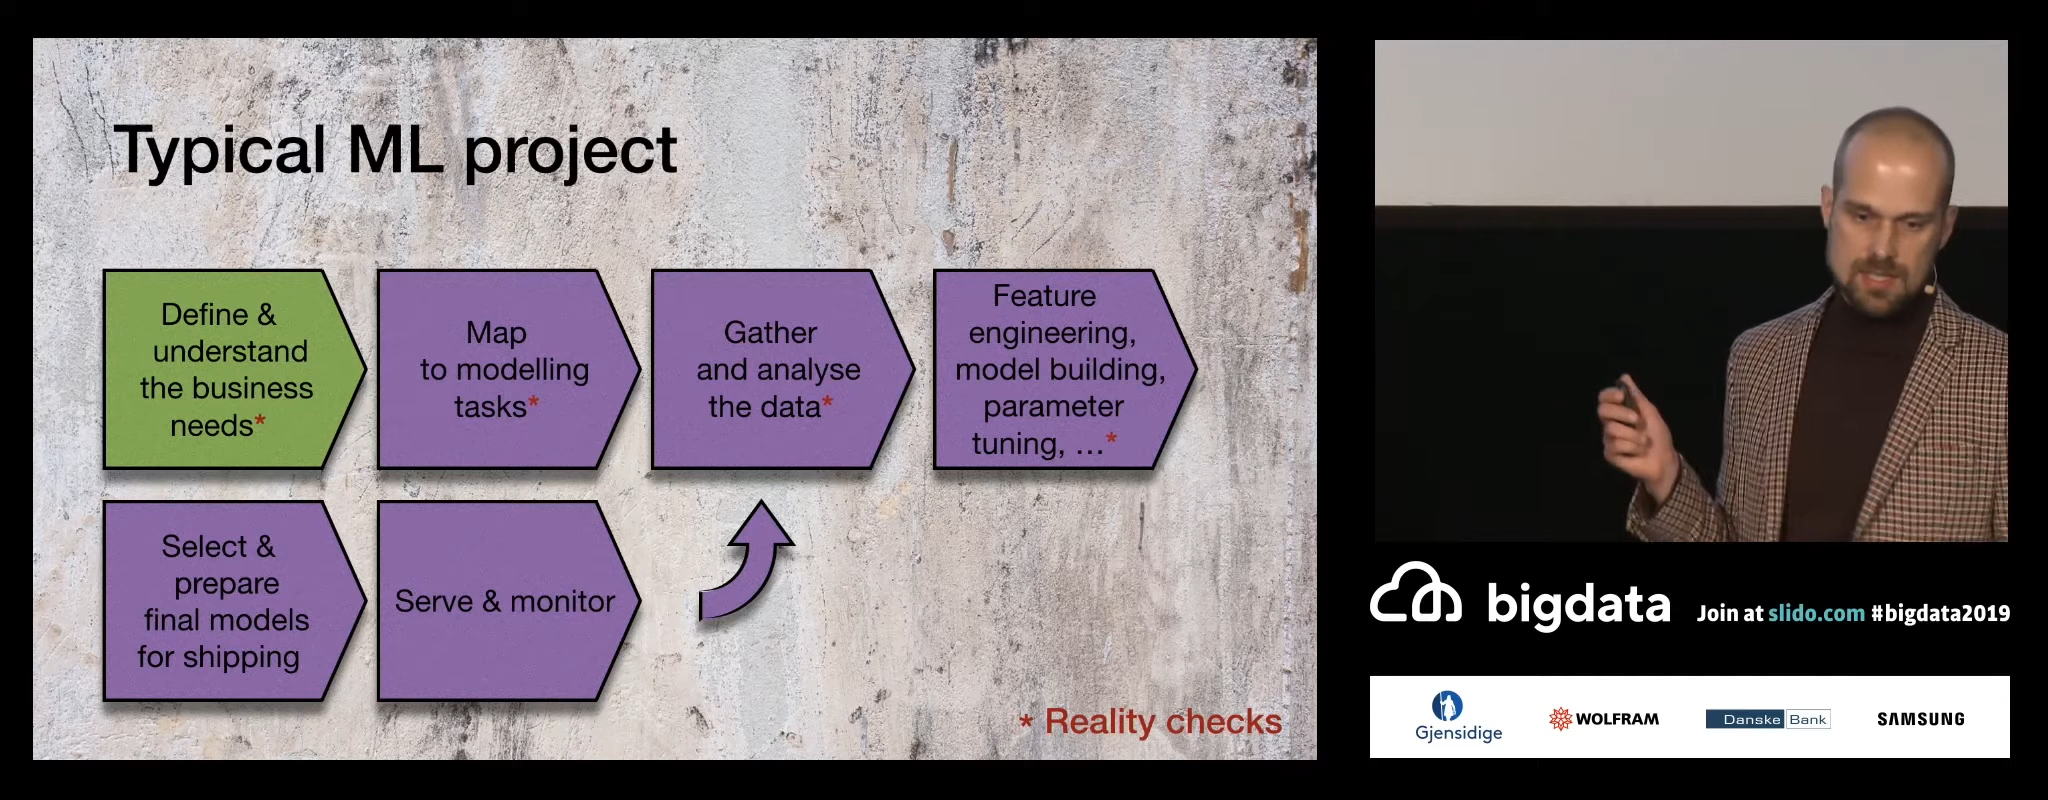 Typical ML project
Define &
understand
the business
needs*
Map
to modelling
tasks*
Gather
and analyse
the data*
Feature
engineering,
model building,
parameter
tuning, …*
Select &
prepare
final models
for shipping
Serve & monitor
* Reality checks
bigdata
Join at slido.com #bigdata2019
Gjensidige
WOLFRAM
Danske Bank
SAMSUNG